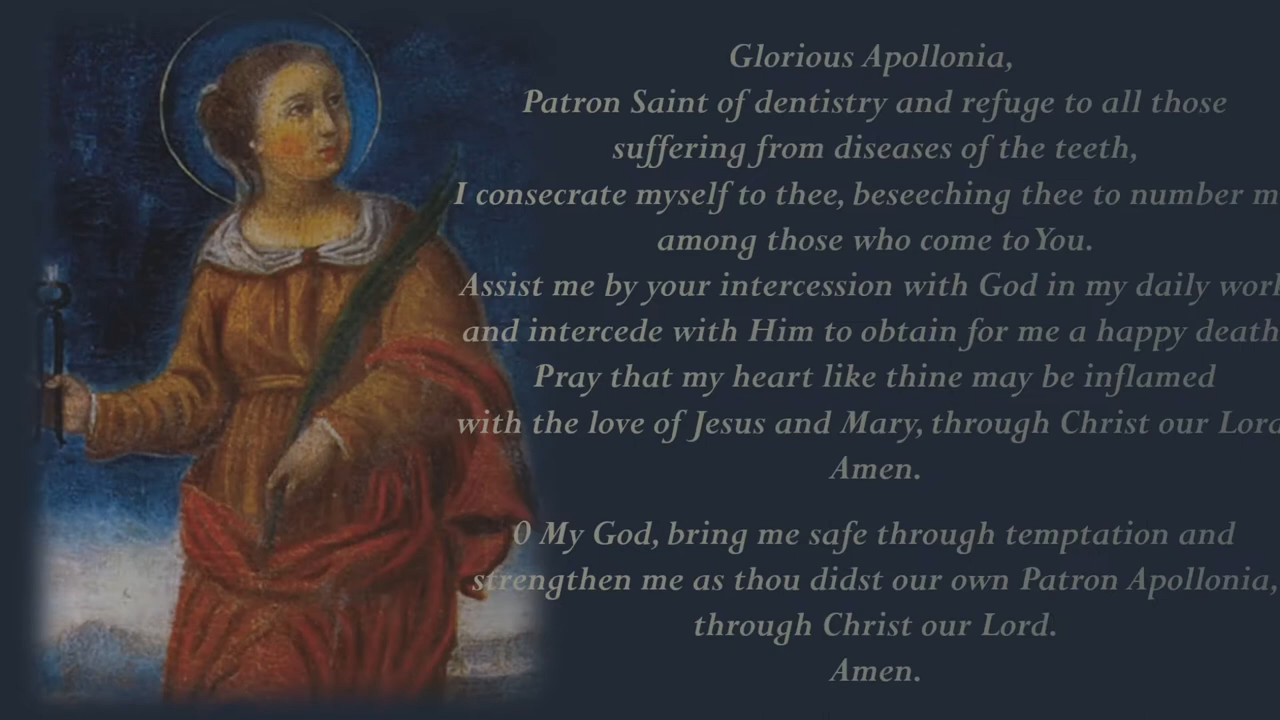 Glorious Apollonia,
Patron Saint of dentistry and refuge to all those
suffering from diseases of the teeth,
I consecrate myself to thee, beseeching thee to number m
among those who come to You.
Assist me by your intercession with God in my daily work
and intercede with Him to obtain for me a happy death
Pray that my heart like thine may be inflamed
with the love of Jesus and Mary, through Christ our Lord
Amen.
0 My God, bring me safe through temptation and
strengthen me as thou didst our own Patron Apollonia,
through Christ our Lord.
Amen.